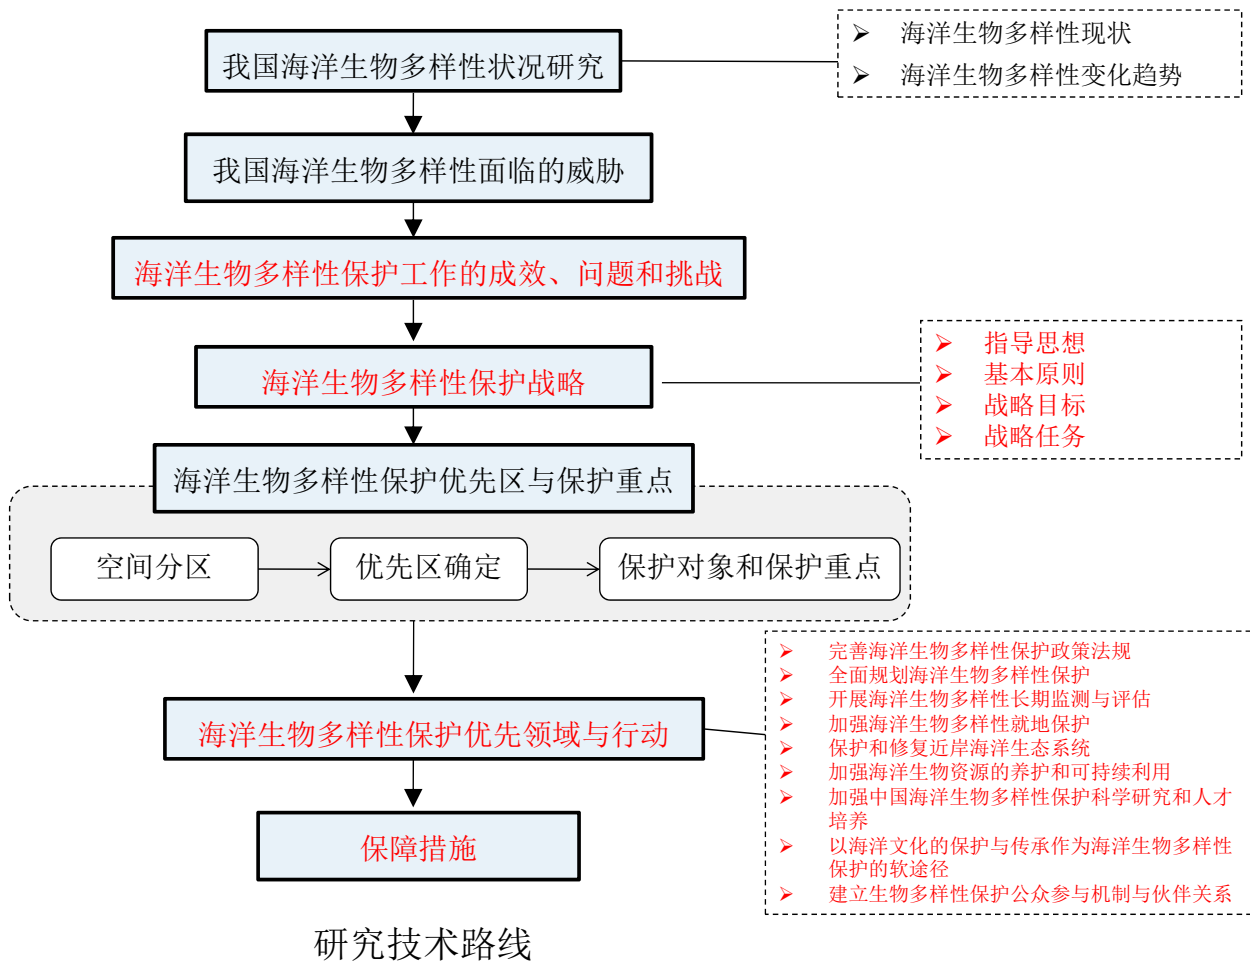 我国海洋生物多样性状况研究
➢ 海洋生物多样性现状
➢ 海洋生物多样性变化趋势
我国海洋生物多样性面临的威胁
海洋生物多样性保护工作的成效、问题和挑战
海洋生物多样性保护战略
➢ 指导思想
➢ 基本原则
➢ 战略目标
➢ 战略任务
海洋生物多样性保护优先区与保护重点
空间分区
优先区确定
保护对象和保护重点
海洋生物多样性保护优先领域与行动
➢ 完善海洋生物多样性保护政策法规
➢ 全面规划海洋生物多样性保护
➢ 开展海洋生物多样性长期监测与评估
➢ 加强海洋生物多样性就地保护
➢ 保护和修复近岸海洋生态系统
➢ 加强海洋生物资源的养护和可持续利用
➢ 加强中国海洋生物多样性保护科学研究和人才
培养
➢ 以海洋文化的保护与传承作为海洋生物多样性
保护的软途径
➢ 建立生物多样性保护公众参与机制与伙伴关系
保障措施
研究技术路线